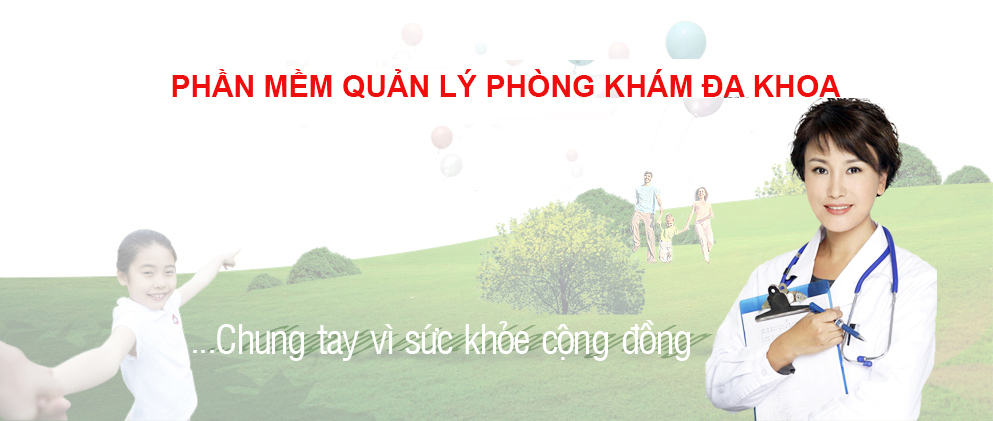 PHẦN MỀM QUẢN LÝ PHÒNG KHÁM ĐA KHOA
...Chung tay vì sức khỏe cộng đồng